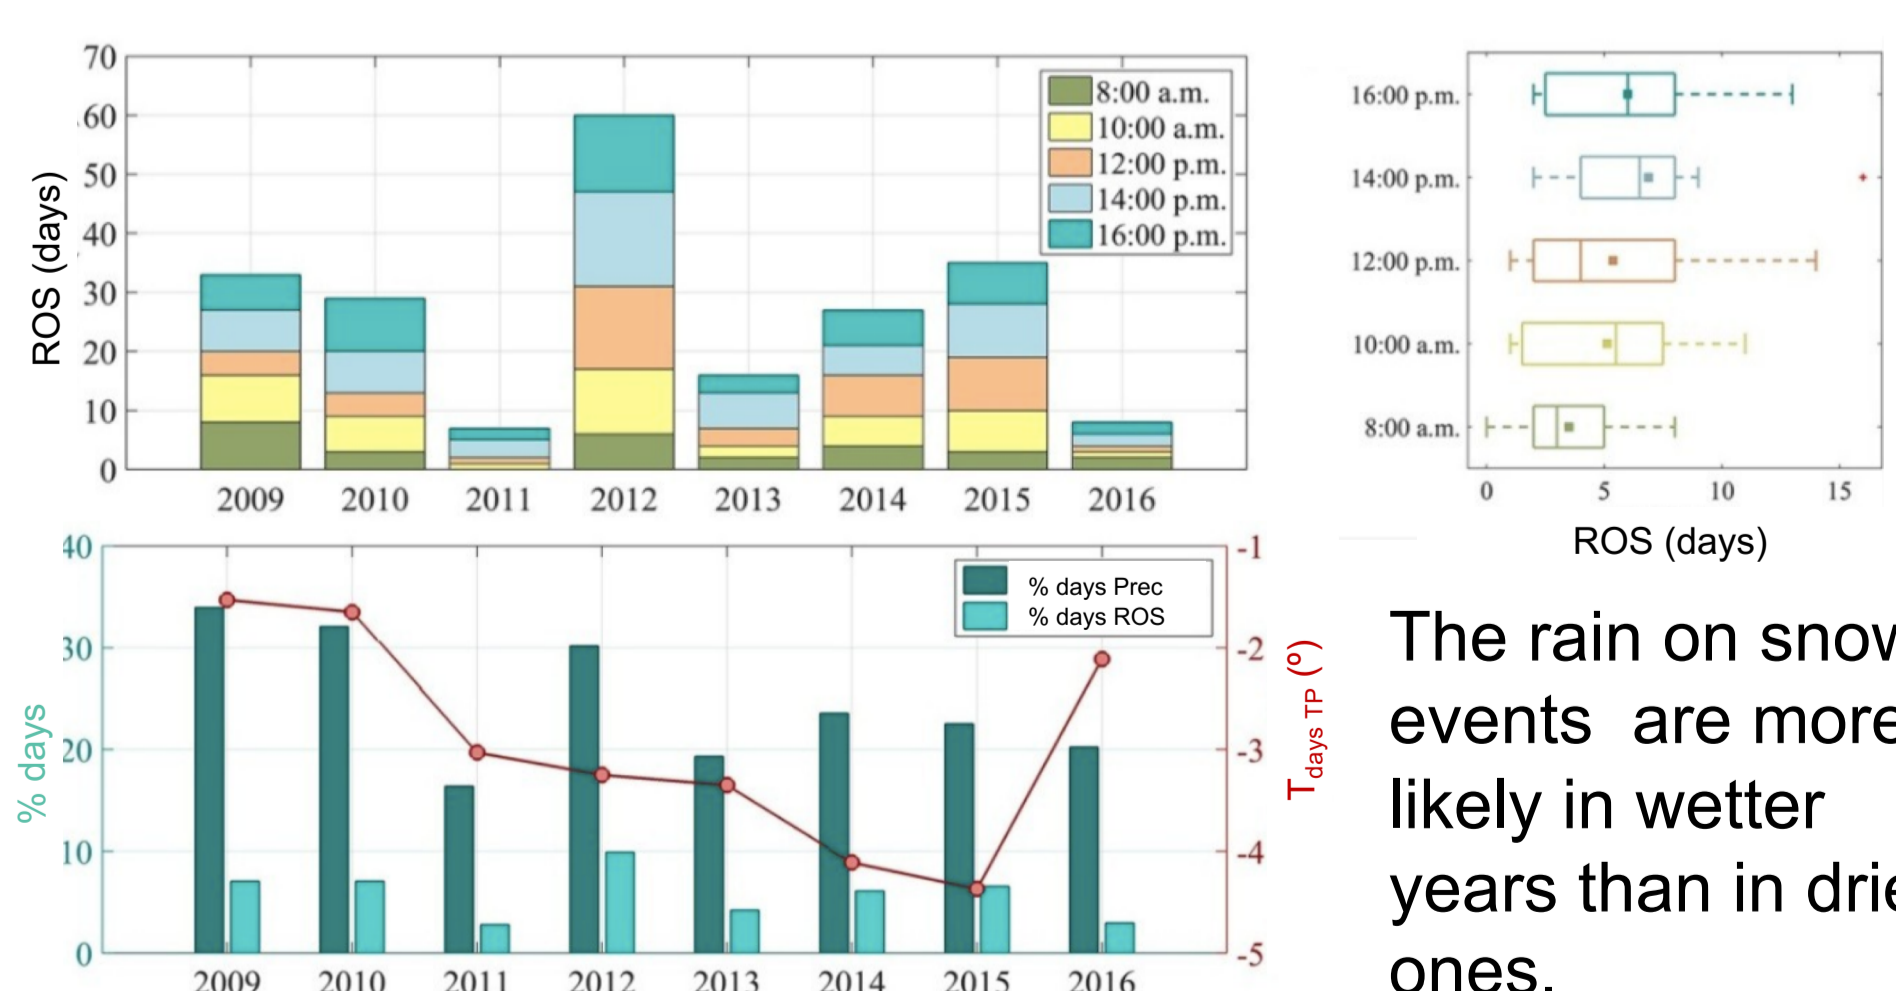 70
60
50
40
30
20
10
0
ROS (days)
8:00 a.m.
10:00 a.m.
12:00 p.m.
14:00 p.m.
16:00 p.m.
2009 2010 2011 2012 2013 2014 2015 2016
16:00 p.m.
14:00 p.m.
12:00 p.m.
10:00 a.m.
8:00 a.m.
0 5 10 15
ROS (days)
40
30
20
10
0
% days
% days Prec
% days ROS
-1
-2
-3
-4
-5
T days TP (º)
2009 2010 2011 2012 2013 2014 2015 2016
The rain on snow
events are more
likely in wetter
years than in drie
ones.